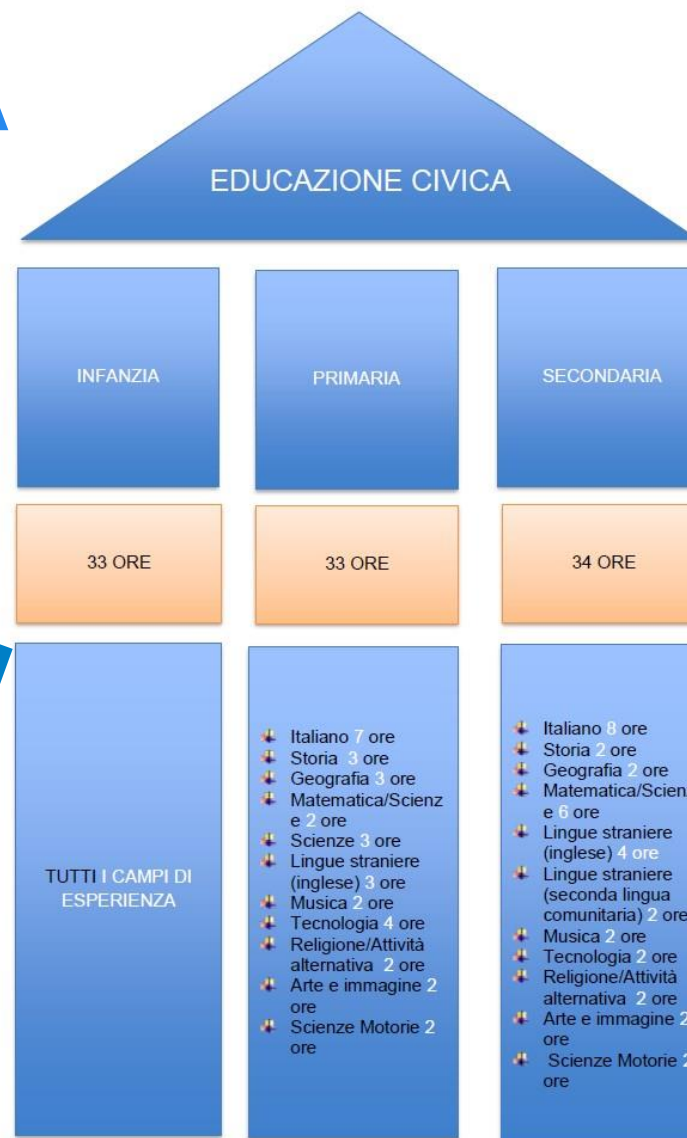 EDUCAZIONE CIVICA
INFANZIA
PRIMARIA
SECONDARIA
33 ORE
33 ORE
34 ORE
TUTTI I CAMPI DI
ESPERIENZA
Italiano 7 ore
Storia 3 ore
Geografia 3 ore
Matematica/Scienz
e 2 ore
Scienze 3 ore
Lingue straniere
(inglese) 3 ore
Musica 2 ore
Tecnologia 4 ore
Religione/Attività
alternativa 2 ore
Arte e immagine 2
ore
Scienze Motorie 2
ore
Italiano 8 ore
Storia 2 ore
Geografia 2 ore
Matematica/Scienz
e 6 ore
Lingue straniere
(inglese) 4 ore
Lingue straniere
(seconda lingua
comunitaria) 2 ore
Musica 2 ore
Tecnologia 2 ore
Religione/Attività
alternativa 2 ore
Arte e immagine 2
ore
Scienze Motorie 2
ore